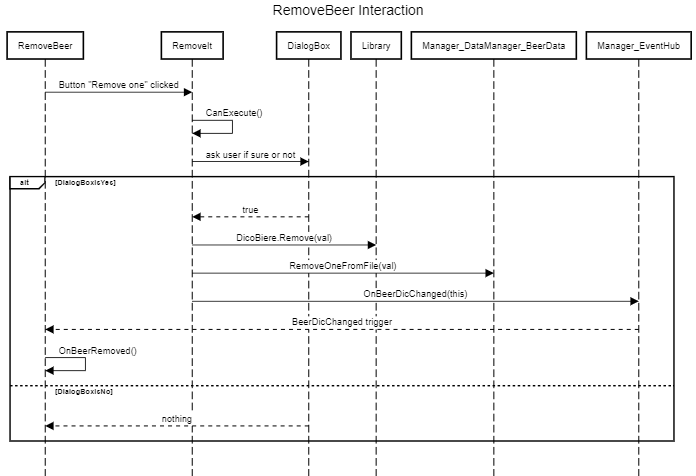 RemoveBeer Interaction
RemoveBeer
RemoveIt
DialogBox
Library
Manager_DataManager_BeerData
Manager_EventHub
Button "Remove one" clicked
CanExecute()
ask user if sure or not
alt
[DialogBoxIsYes]
true
DicoBiere.Remove(val)
RemoveOneFromFile(val)
OnBeerDicChanged(this)
BeerDicChanged trigger
OnBeerRemoved()
[DialogBoxIsNo]
nothing